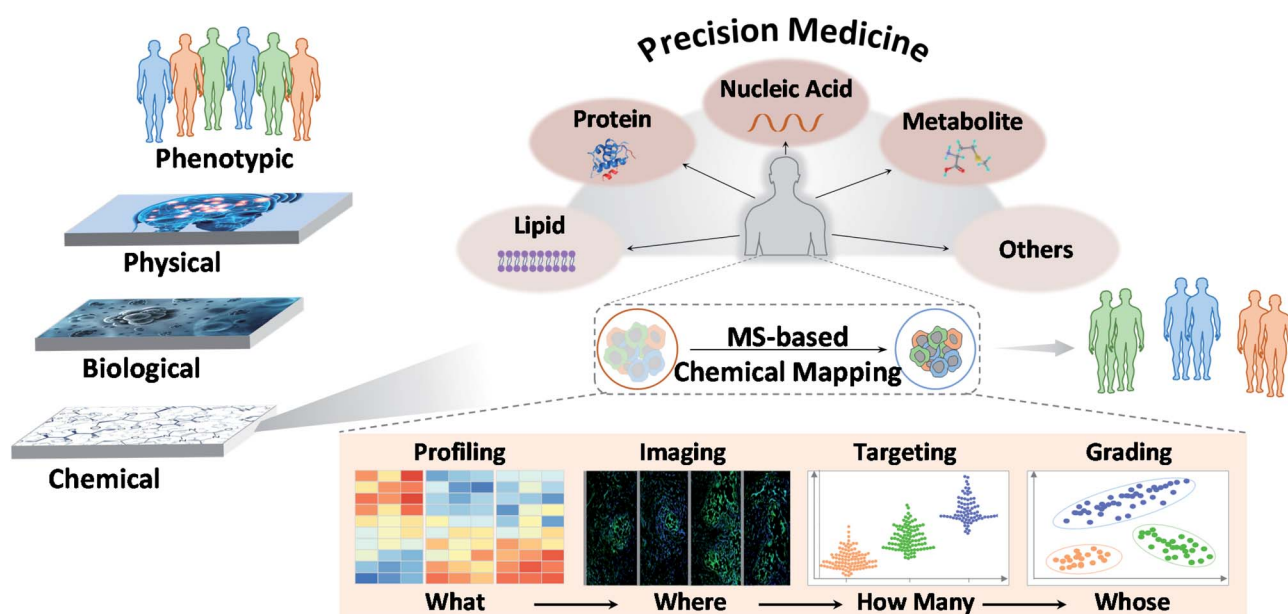 Precision Medicine
Phenotypic
Physical
Biological
Chemical
Nucleic Acid
Protein
Metabolite
Lipid
Others
MS-based
Chemical Mapping
Profiling
Imaging
Targeting
Grading
What
Where
How Many
Whose